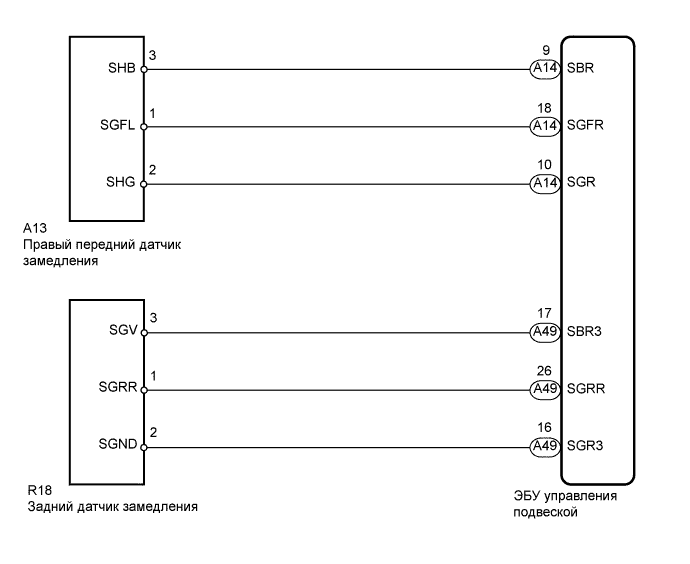 3 9
SHB A14 SBR
1 18
SGFL A14 SGFR
2 10
SHG A14 SGR
A13
Правый передний датчик
замедления
3 17
SGV A49 SBR3
1 26
SGRR A49 SGRR
2 16
SGND A49 SGR3
R18
Задний датчик замедления
ЭБУ управления
подвеской